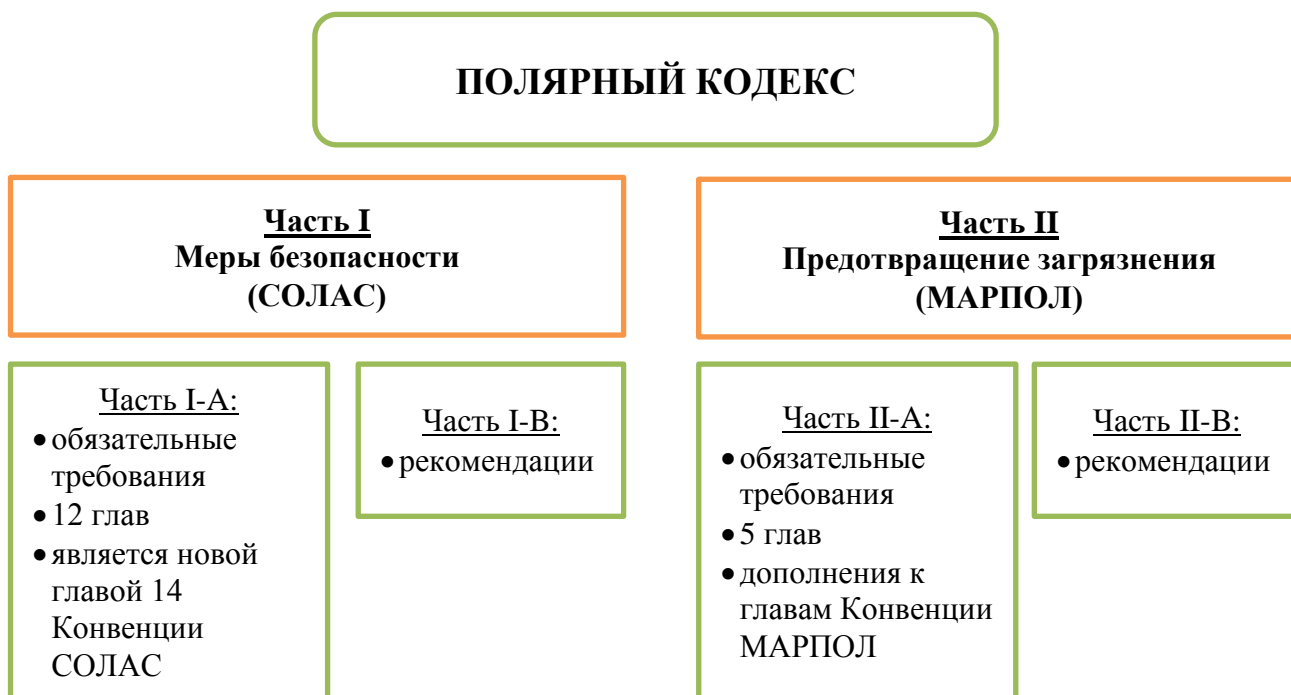 ПОЛЯРНЫЙ КОДЕКС
Часть I
Меры безопасности
(СОЛАС)
Часть II
Предотвращение загрязнения
(МАРПОЛ)
Часть I-A:
• обязательные
требования
• 12 глав
• является новой
главой 14
Конвенции
СОЛАС
Часть I-B:
• рекомендации
Часть II-A:
• обязательные
требования
• 5 глав
• дополнения к
главам Конвенции
МАРПОЛ
Часть II-B:
• рекомендации